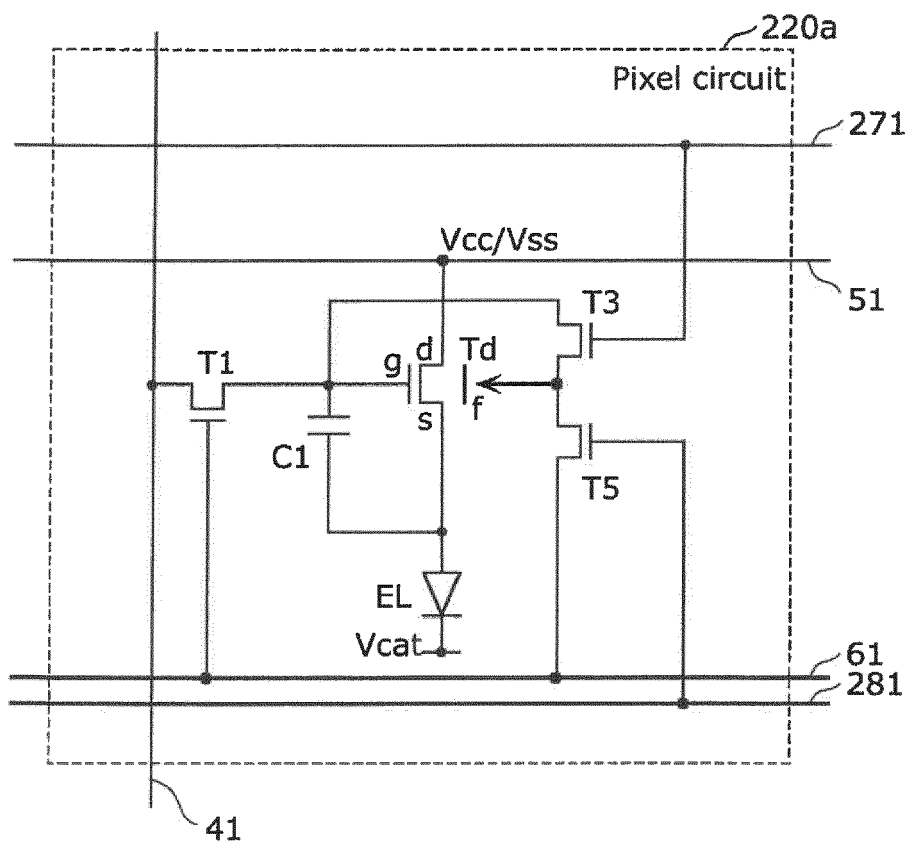 220a
Pixel circuit
271
Vcc/Vss
51
T3
T1
d
Td
g
f
s
C1
T5
EL
Vcat
61
281
41